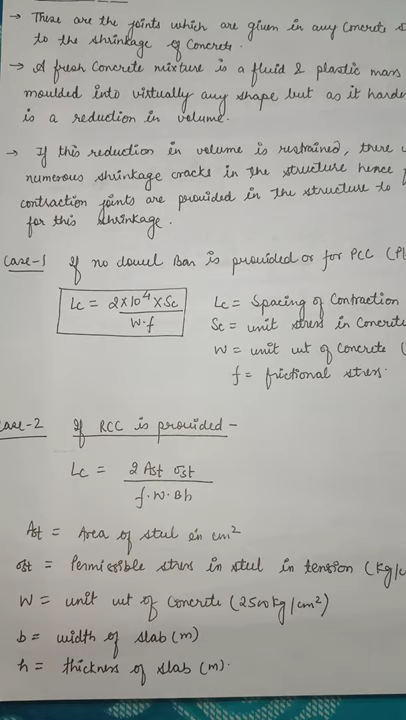 → These are the joints which are given in any Concrete
to the shrinkage of Concrete.
→ A fresh Concrete mixture is a fluid & plastic mass
moulded into virtually any shape but as it harde
is a reduction in volume.
→ If this reduction in volume is restrained, there
numerous shrinkage cracks in the structure hence
contraction joints are provided in the structure to
for this shrinkage.
Case-1 If no dowel Bar is provided or for PCC (Pl
Lc = 2×10⁴ × Sc / W·f
Lc = Spacing of Contraction
Sc = unit stress in Concrete
W = unit wt of Concrete (
f = frictional stress.
Case-2 If RCC is provided –
Lc = 2 Ast σst / f·W·Bh
Ast = Area of steel in cm²
σst = Permissible stress in steel in tension (Kg/c
W = unit wt of Concrete (2500 kg/cm²)
b = width of slab (m)
h = thickness of slab (m).